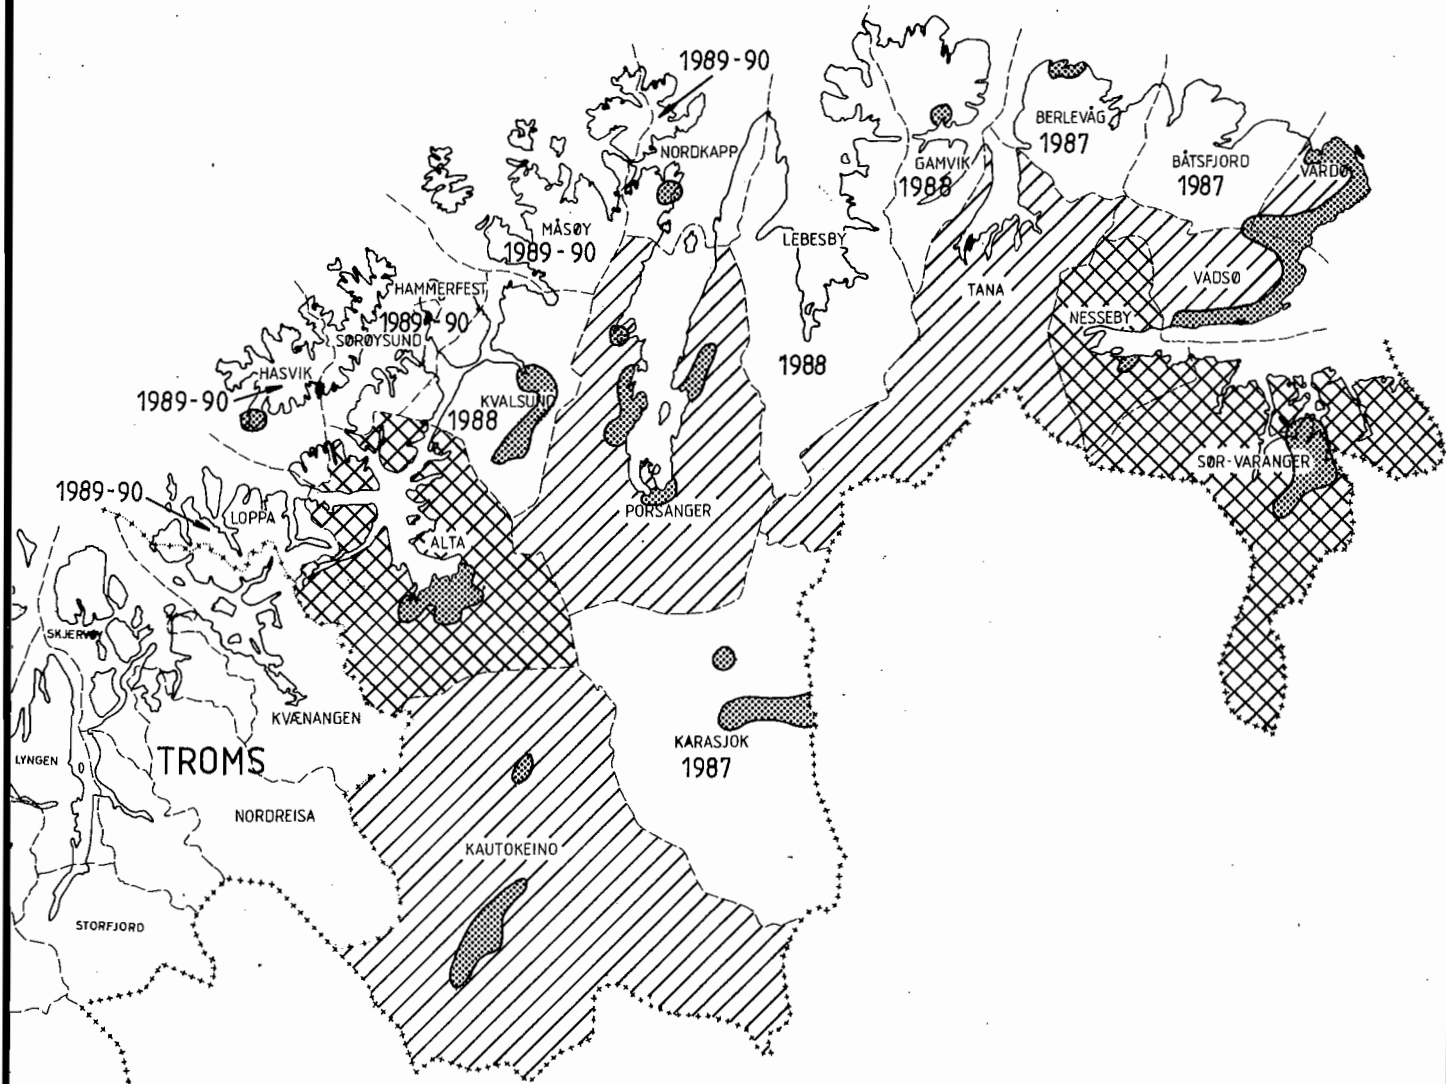 1989-90
NORDKAPP
BERLEVÅG
1987
GAMVIK
1988
BÅTSFJORD
1987
VARDØ
MÅSØY
1989-90
LEBESBY
1988
TANA
VADSØ
NESSEBY
HAMMERFEST
1989-90
SØRØYSUND
HASVIK
1989-90
KVALSUND
1988
SØR-VARANGER
1989-90
LOPPA
ALTA
PORSANGER
SKJERVØY
KVÆNANGEN
TROMS
LYNGEN
NORDREISA
KARASJOK
1987
KAUTOKEINO
STORFJORD